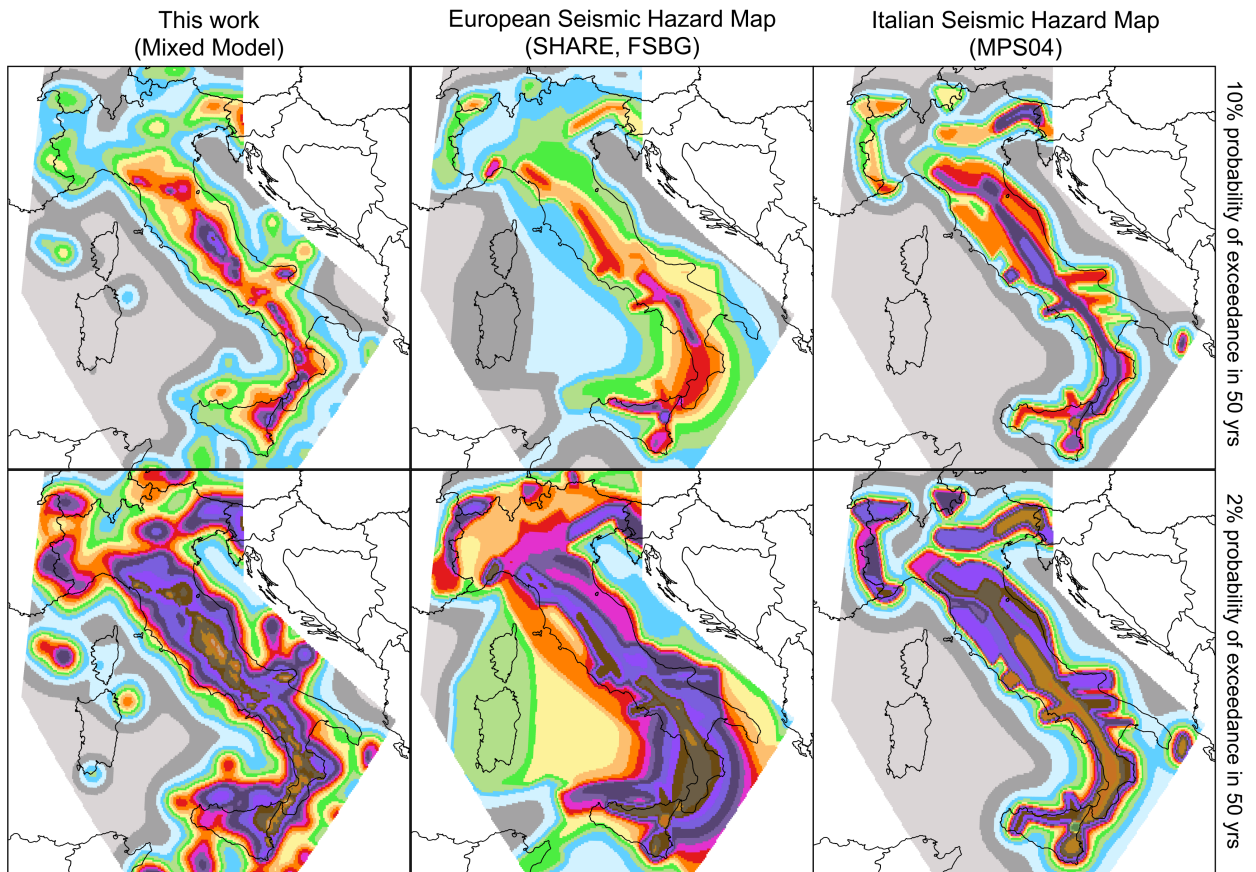 This work
(Mixed Model)
European Seismic Hazard Map
(SHARE, FSBG)
Italian Seismic Hazard Map
(MPS04)
10% probability of exceedance in 50 yrs
2% probability of exceedance in 50 yrs